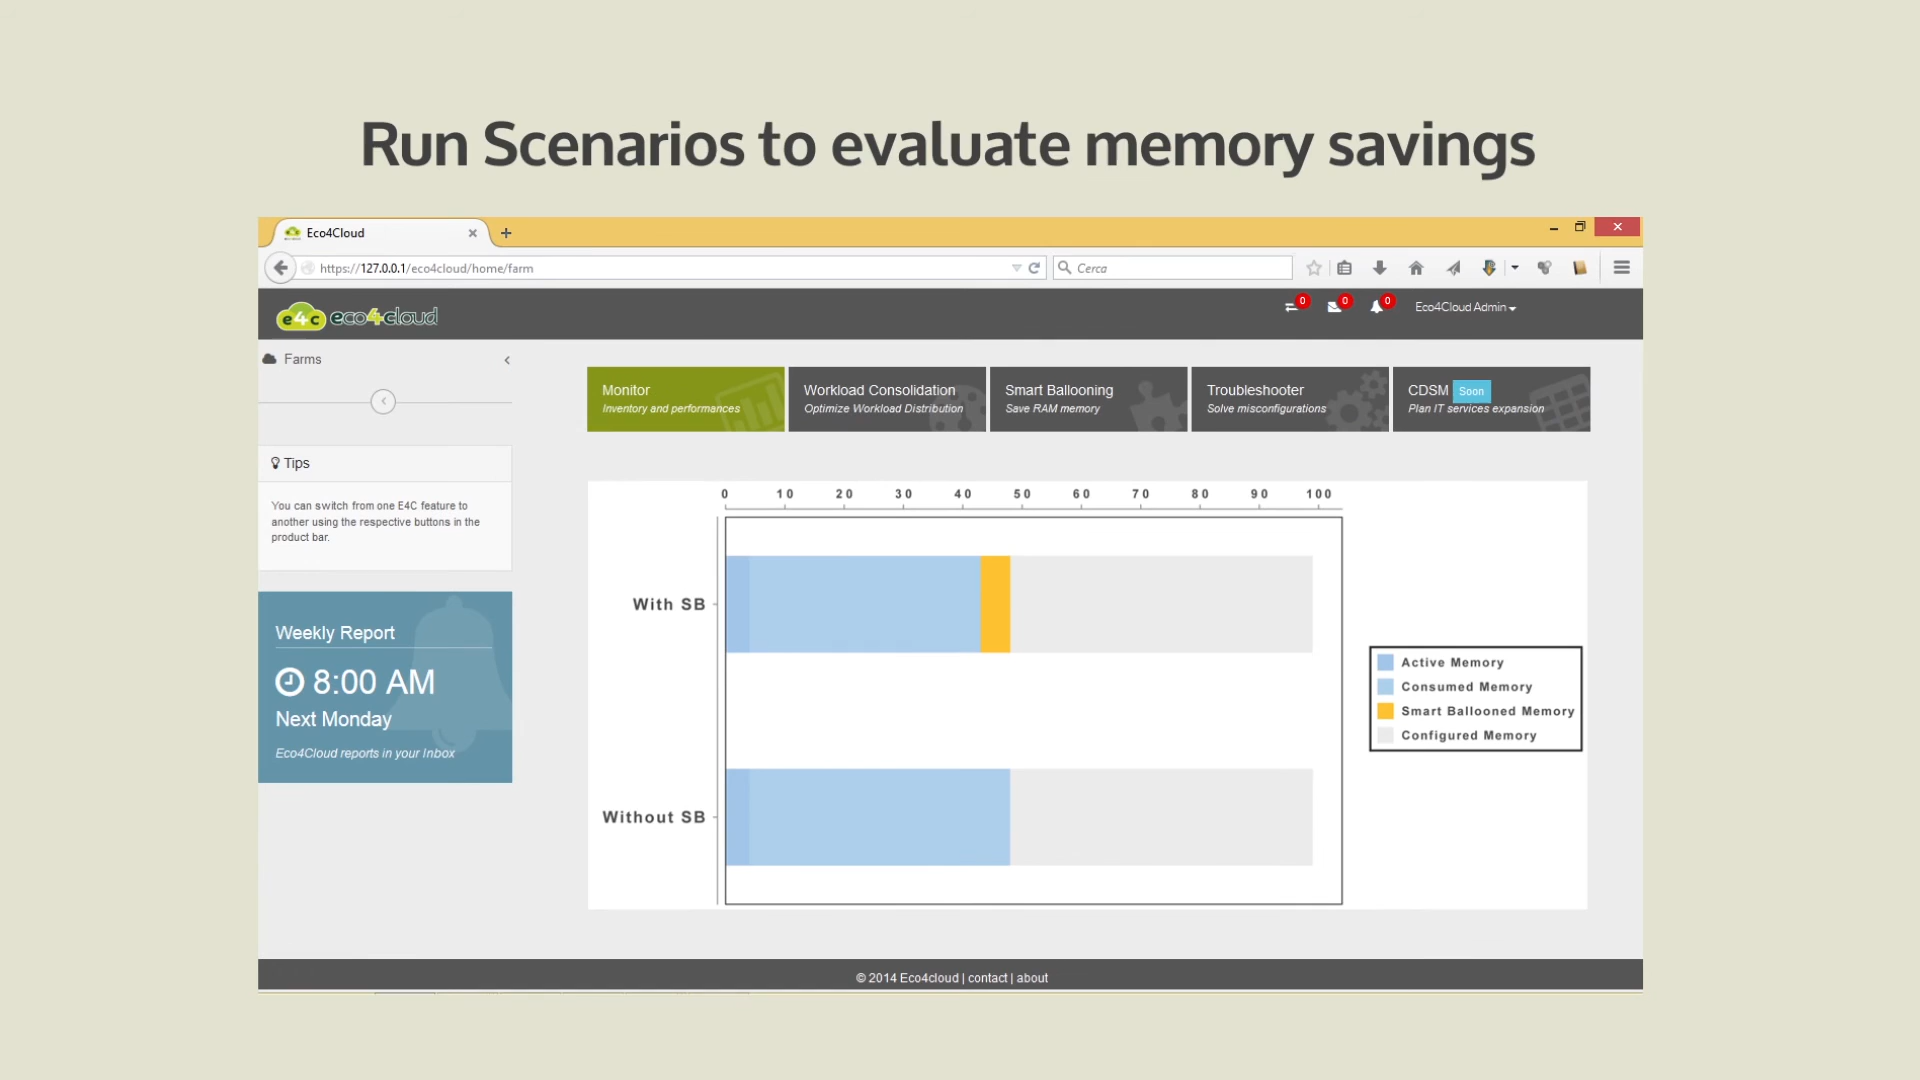 Run Scenarios to evaluate memory savings
Eco4Cloud
https://127.0.0.1/eco4cloud/home/farm
Cerca
e4c eco4cloud
0
0
0
Eco4Cloud Admin
Farms
Monitor
Inventory and performances
Workload Consolidation
Optimize Workload Distribution
Smart Ballooning
Save RAM memory
Troubleshooter
Solve misconfigurations
CDSM Soon
Plan IT services expansion
Tips
You can switch from one E4C feature to
another using the respective buttons in the
product bar.
Weekly Report
8:00 AM
Next Monday
Eco4Cloud reports in your Inbox
0 10 20 30 40 50 60 70 80 90 100
With SB
Without SB
Active Memory
Consumed Memory
Smart Ballooned Memory
Configured Memory
© 2014 Eco4cloud | contact | about